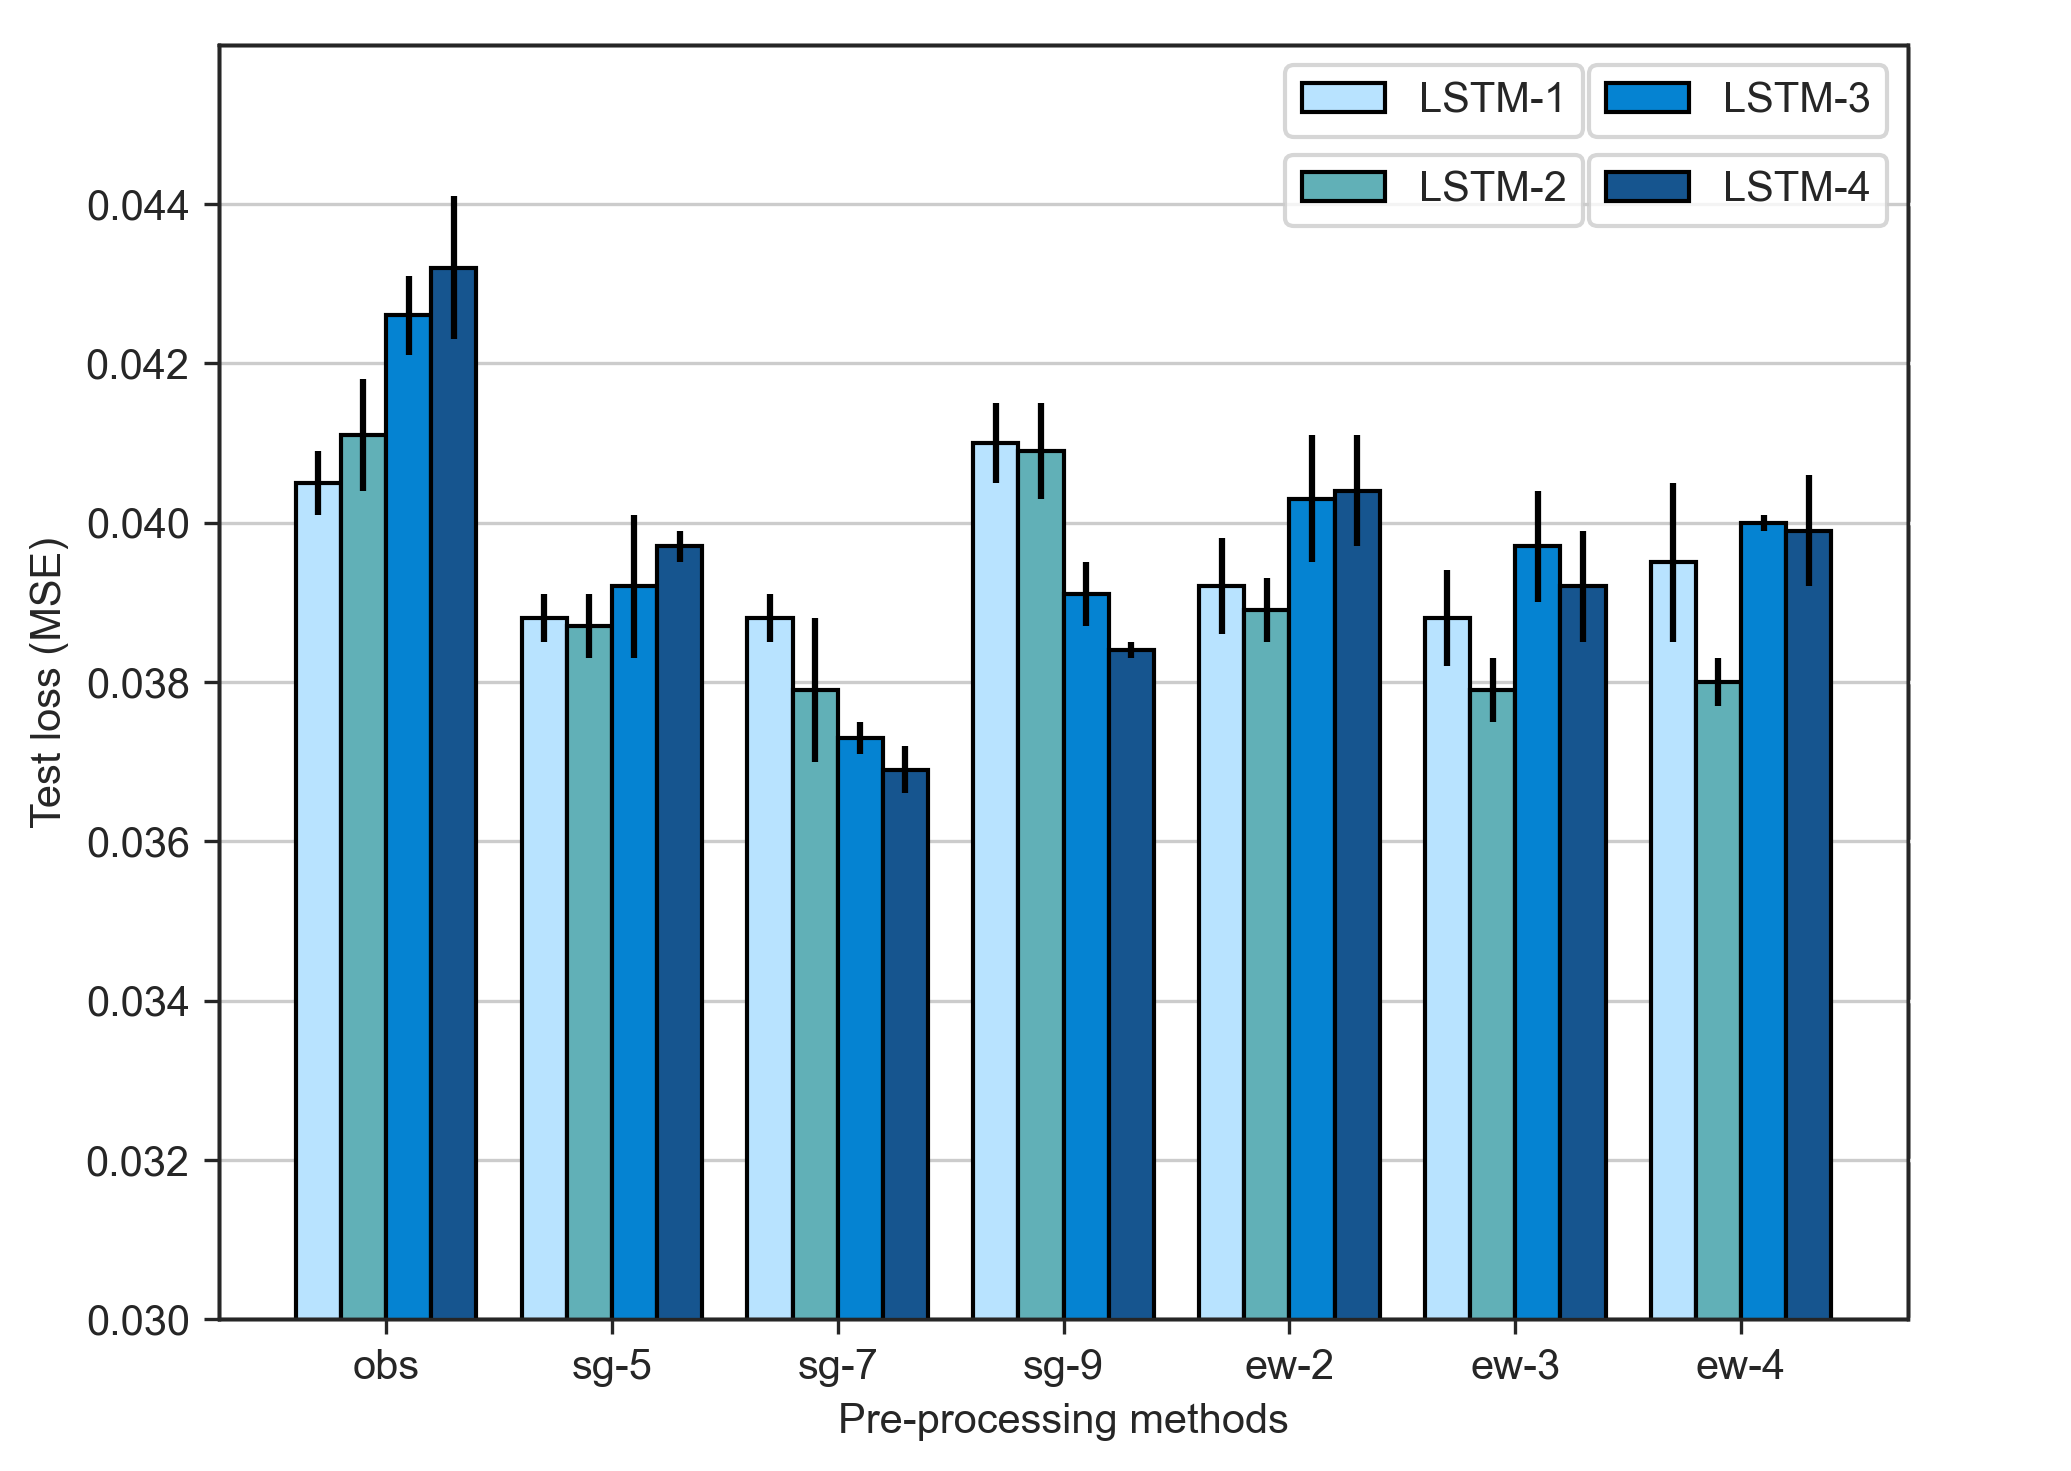 LSTM-1 LSTM-3
LSTM-2 LSTM-4
0.044
0.042
0.040
0.038
0.036
0.034
0.032
0.030
Test loss (MSE)
obs sg-5 sg-7 sg-9 ew-2 ew-3 ew-4
Pre-processing methods